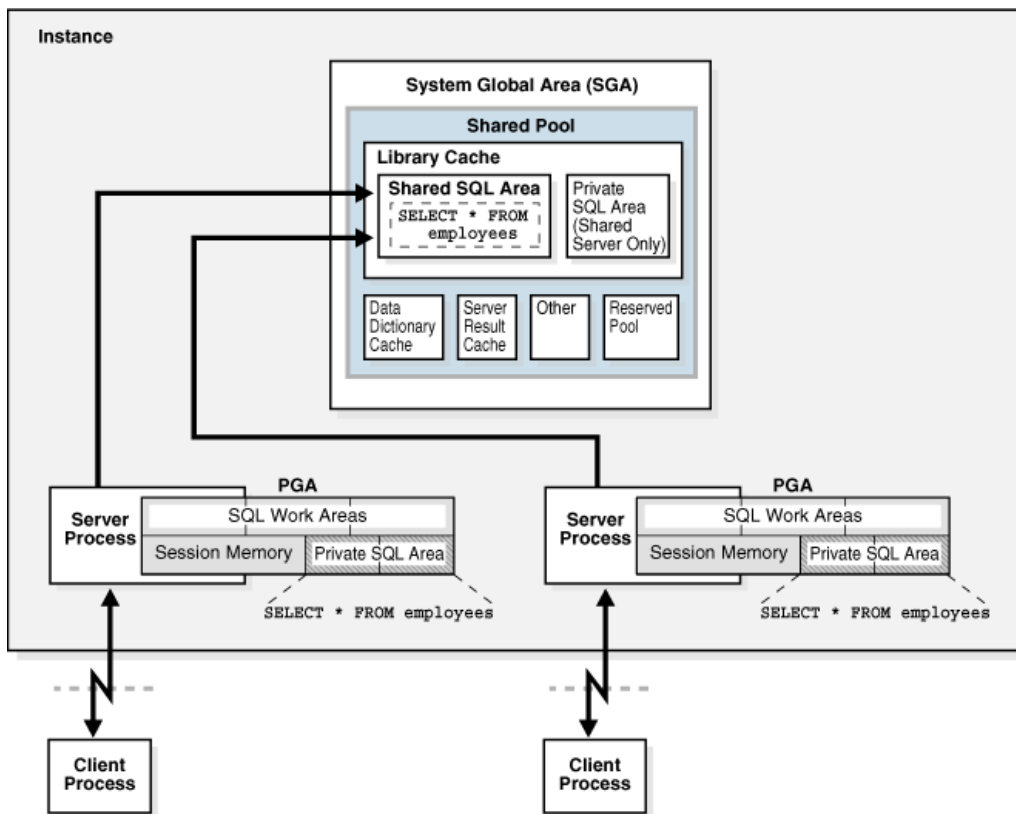 Instance
System Global Area (SGA)
Shared Pool
Library Cache
Shared SQL Area
SELECT * FROM
employees
Private
SQL Area
(Shared
Server Only)
Data
Dictionary
Cache
Server
Result
Cache
Other
Reserved
Pool
PGA
Server
Process
SQL Work Areas
Session Memory
Private SQL Area
SELECT * FROM employees
PGA
Server
Process
SQL Work Areas
Session Memory
Private SQL Area
SELECT * FROM employees
Client
Process
Client
Process